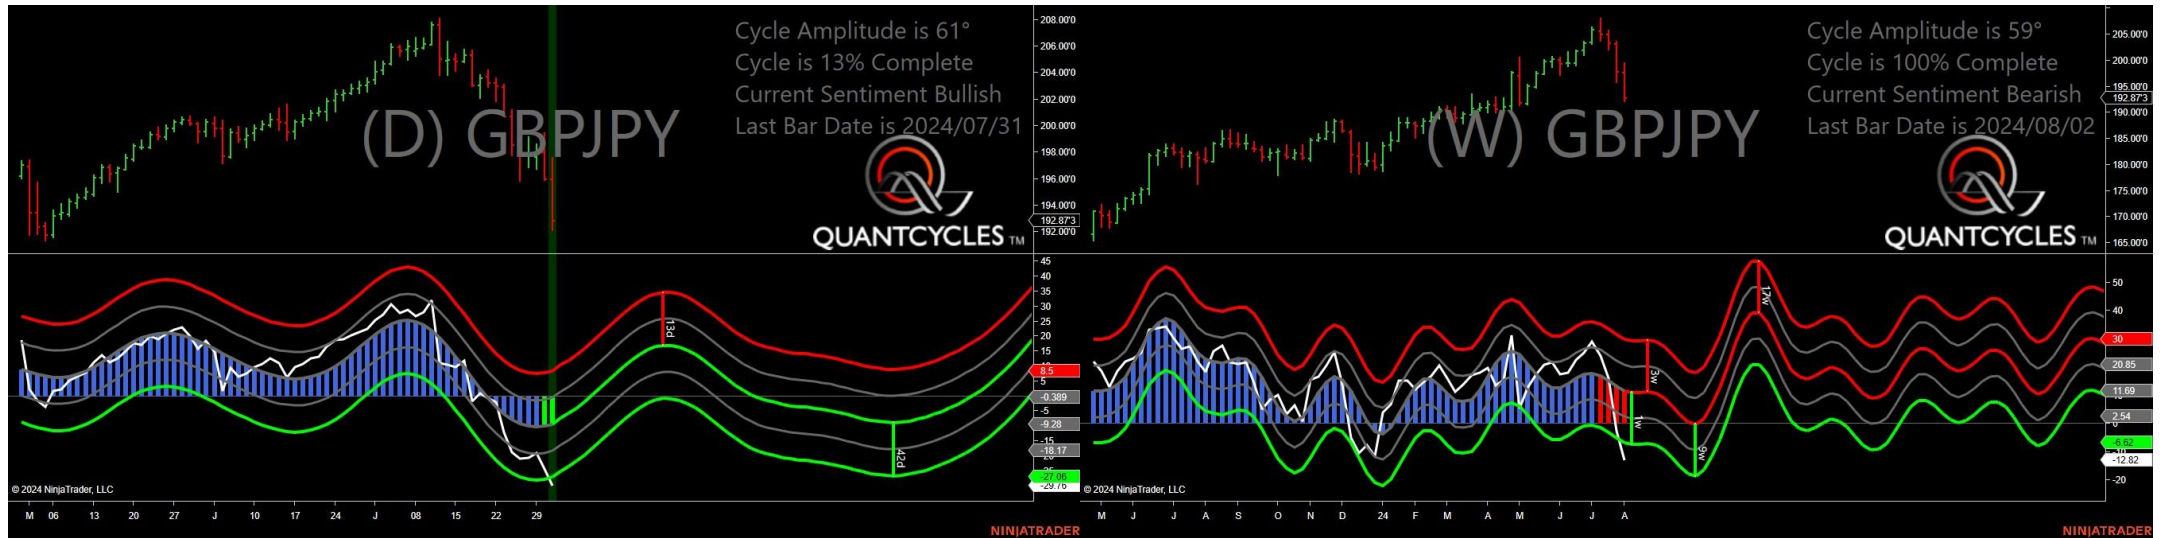 Cycle Amplitude is 61°
Cycle is 13% Complete
Current Sentiment Bullish
Last Bar Date is 2024/07/31
(D) GBPJPY
QUANTCYCLES TM
208.00'0
206.00'0
204.00'0
202.00'0
200.00'0
198.00'0
196.00'0
194.00'0
192.87'3
192.00'0
45
40
35
30
25
20
15
8.5
5
-0.389
-5
-9.28
-15
-18.17
-27.06
-29.76
13d
42d
© 2024 NinjaTrader, LLC
M 06 13 20 27 J 10 17 24 J 08 15 22 29
NINJATRADER
Cycle Amplitude is 59°
Cycle is 100% Complete
Current Sentiment Bearish
Last Bar Date is 2024/08/02
(W) GBPJPY
QUANTCYCLES TM
205.00'0
200.00'0
195.00'0
192.87'3
190.00'0
185.00'0
180.00'0
175.00'0
170.00'0
165.00'0
50
40
30
20.85
11.69
2.54
-6.62
-12.82
-20
17w
3w
1w
9w
© 2024 NinjaTrader, LLC
M J J A S O N D 24 F M A M J J A
NINJATRADER